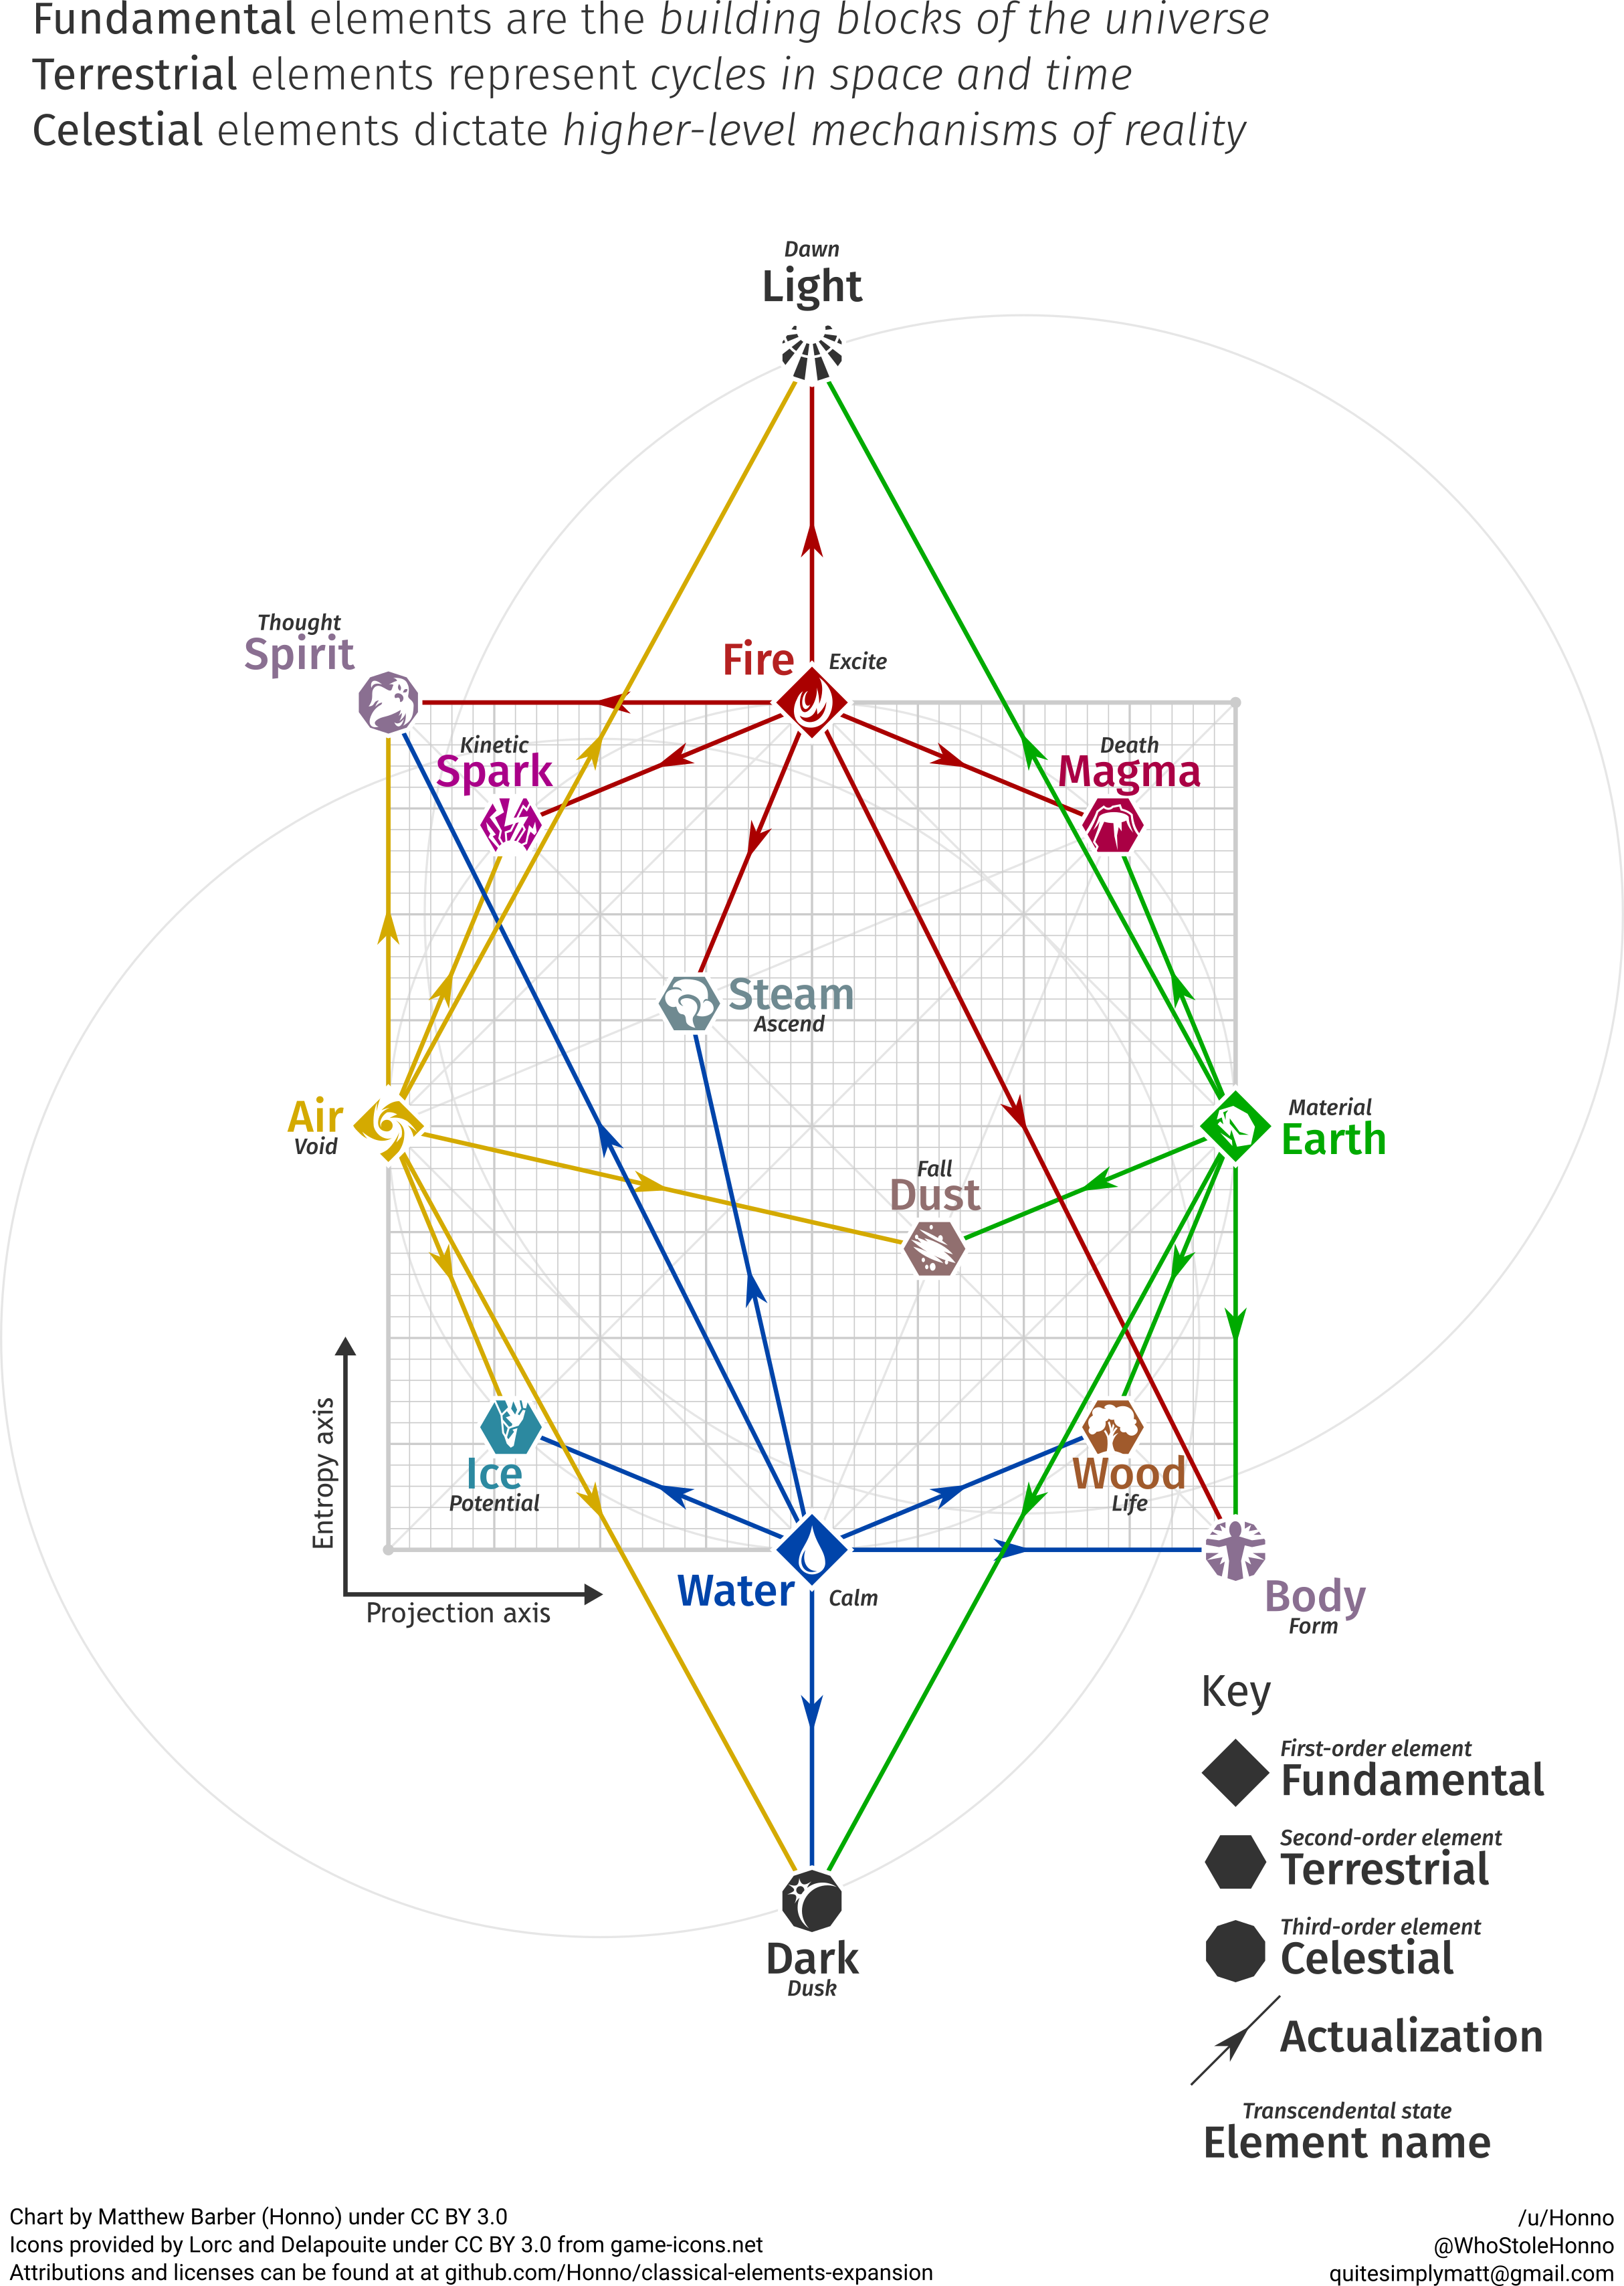 Fundamental elements are the building blocks of the universe
Terrestrial elements represent cycles in space and time
Celestial elements dictate higher-level mechanisms of reality
Dawn
Light
Thought
Spirit
Fire
Excite
Kinetic
Spark
Death
Magma
Steam
Ascend
Air
Void
Material
Earth
Fall
Dust
Entropy axis
Projection axis
Ice
Potential
Wood
Life
Water
Calm
Body
Form
Dark
Dusk
Key
First-order element
Fundamental
Second-order element
Terrestrial
Third-order element
Celestial
Actualization
Transcendental state
Element name
Chart by Matthew Barber (Honno) under CC BY 3.0
Icons provided by Lorc and Delapouite under CC BY 3.0 from game-icons.net
Attributions and licenses can be found at at github.com/Honno/classical-elements-expansion
/u/Honno
@WhoStoleHonno
quitesimplymatt@gmail.com